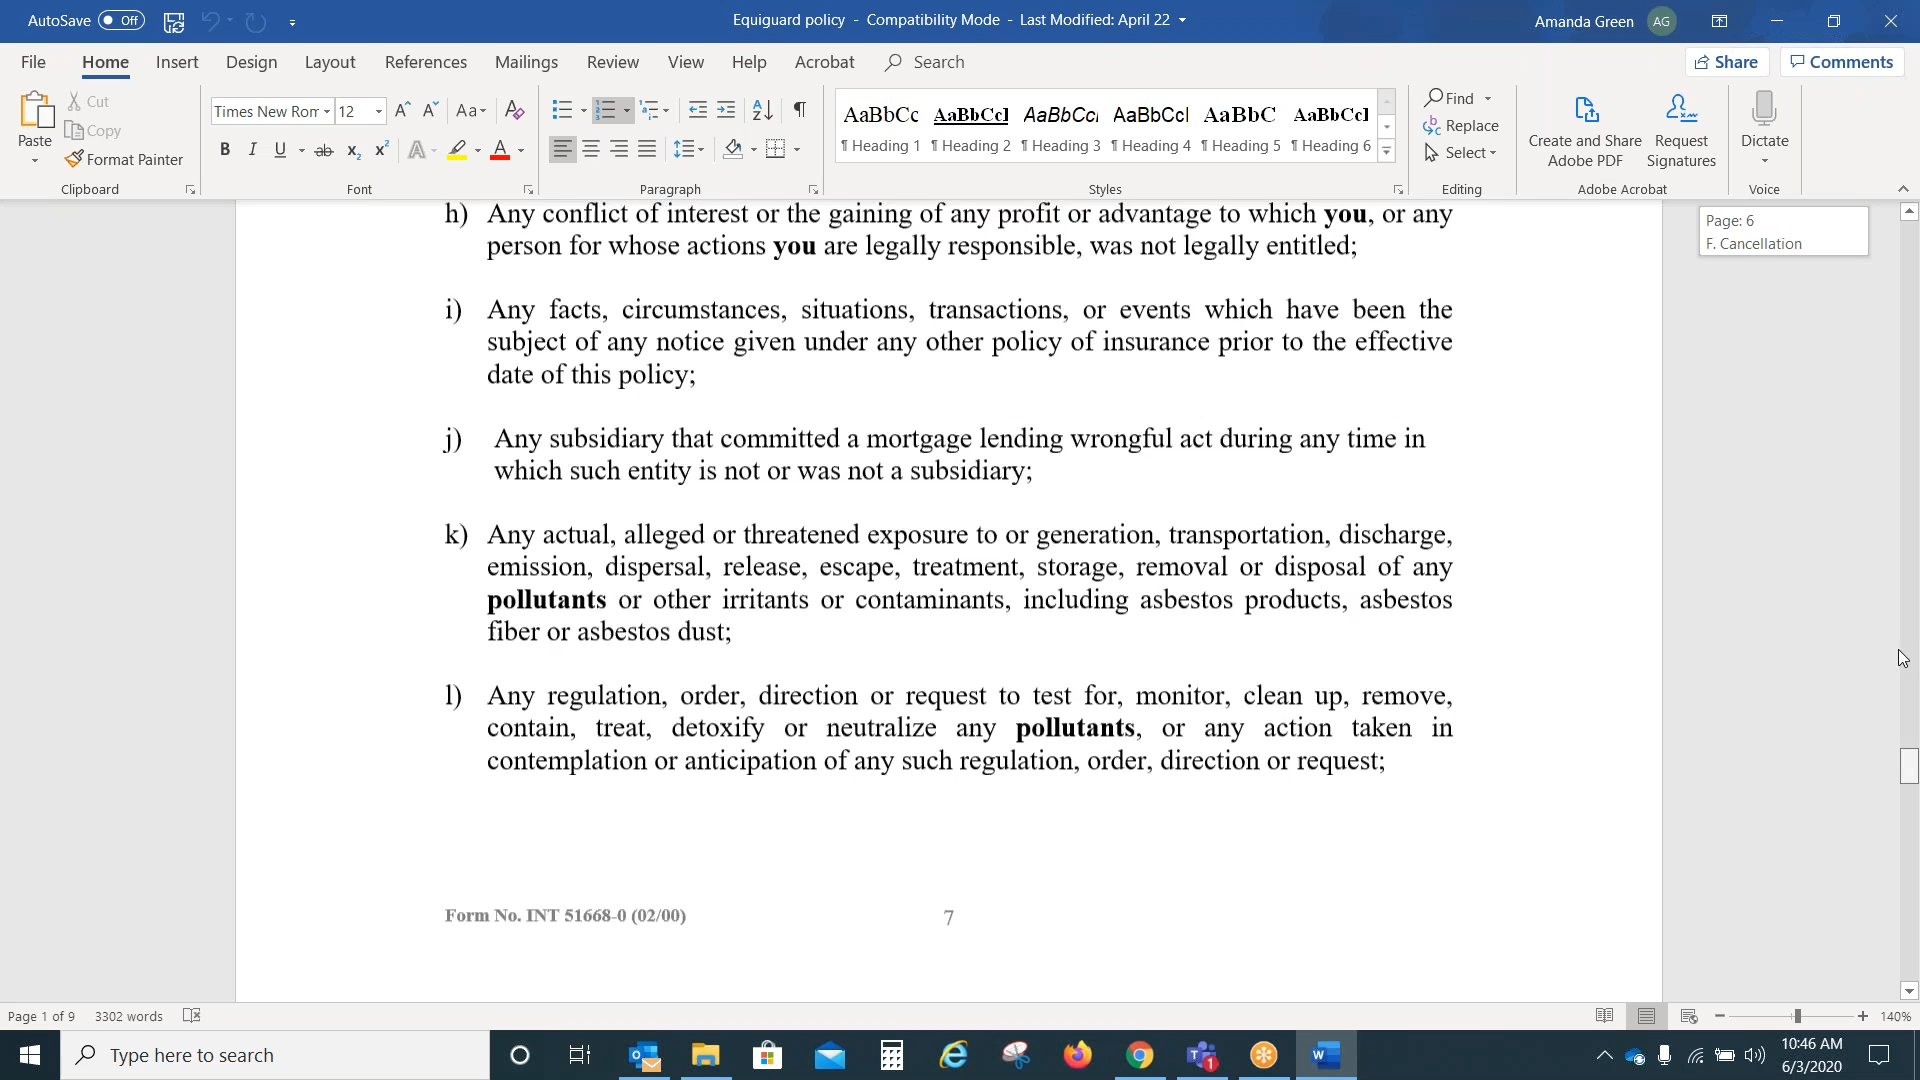 AutoSave Off
Equiguard policy - Compatibility Mode - Last Modified: April 22
Amanda Green AG
File Home Insert Design Layout References Mailings Review View Help Acrobat Search
Share Comments
Paste
Cut
Copy
Format Painter
Clipboard
Times New Ror 12
Font
Paragraph
AaBbCc AaBbCcI AaBbCcI AaBbCcI AaBbC AaBbCcI
¶ Heading 1 ¶ Heading 2 ¶ Heading 3 ¶ Heading 4 ¶ Heading 5 ¶ Heading 6
Styles
Find
Replace
Select
Editing
Create and Share
Adobe PDF
Request
Signatures
Adobe Acrobat
Dictate
Voice
h) Any conflict of interest or the gaining of any profit or advantage to which you, or any
person for whose actions you are legally responsible, was not legally entitled;
i) Any facts, circumstances, situations, transactions, or events which have been the
subject of any notice given under any other policy of insurance prior to the effective
date of this policy;
j) Any subsidiary that committed a mortgage lending wrongful act during any time in
which such entity is not or was not a subsidiary;
k) Any actual, alleged or threatened exposure to or generation, transportation, discharge,
emission, dispersal, release, escape, treatment, storage, removal or disposal of any
pollutants or other irritants or contaminants, including asbestos products, asbestos
fiber or asbestos dust;
l) Any regulation, order, direction or request to test for, monitor, clean up, remove,
contain, treat, detoxify or neutralize any pollutants, or any action taken in
contemplation or anticipation of any such regulation, order, direction or request;
Form No. INT 51668-0 (02/00) 7
Page: 6
F. Cancellation
Page 1 of 9 3302 words
140%
Type here to search
10:46 AM
6/3/2020